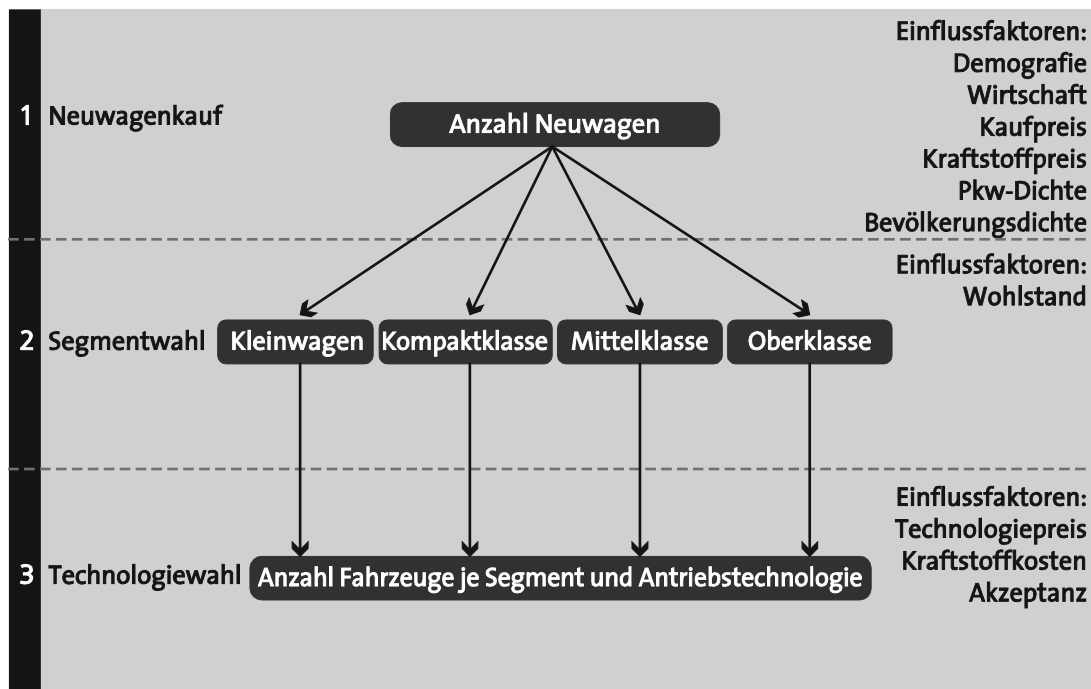 1 Neuwagenkauf
Anzahl Neuwagen
Einflussfaktoren:
Demografie
Wirtschaft
Kaufpreis
Kraftstoffpreis
Pkw-Dichte
Bevölkerungsdichte
2 Segmentwahl
Kleinwagen
Kompaktklasse
Mittelklasse
Oberklasse
Einflussfaktoren:
Wohlstand
3 Technologiewahl
Anzahl Fahrzeuge je Segment und Antriebstechnologie
Einflussfaktoren:
Technologiepreis
Kraftstoffkosten
Akzeptanz